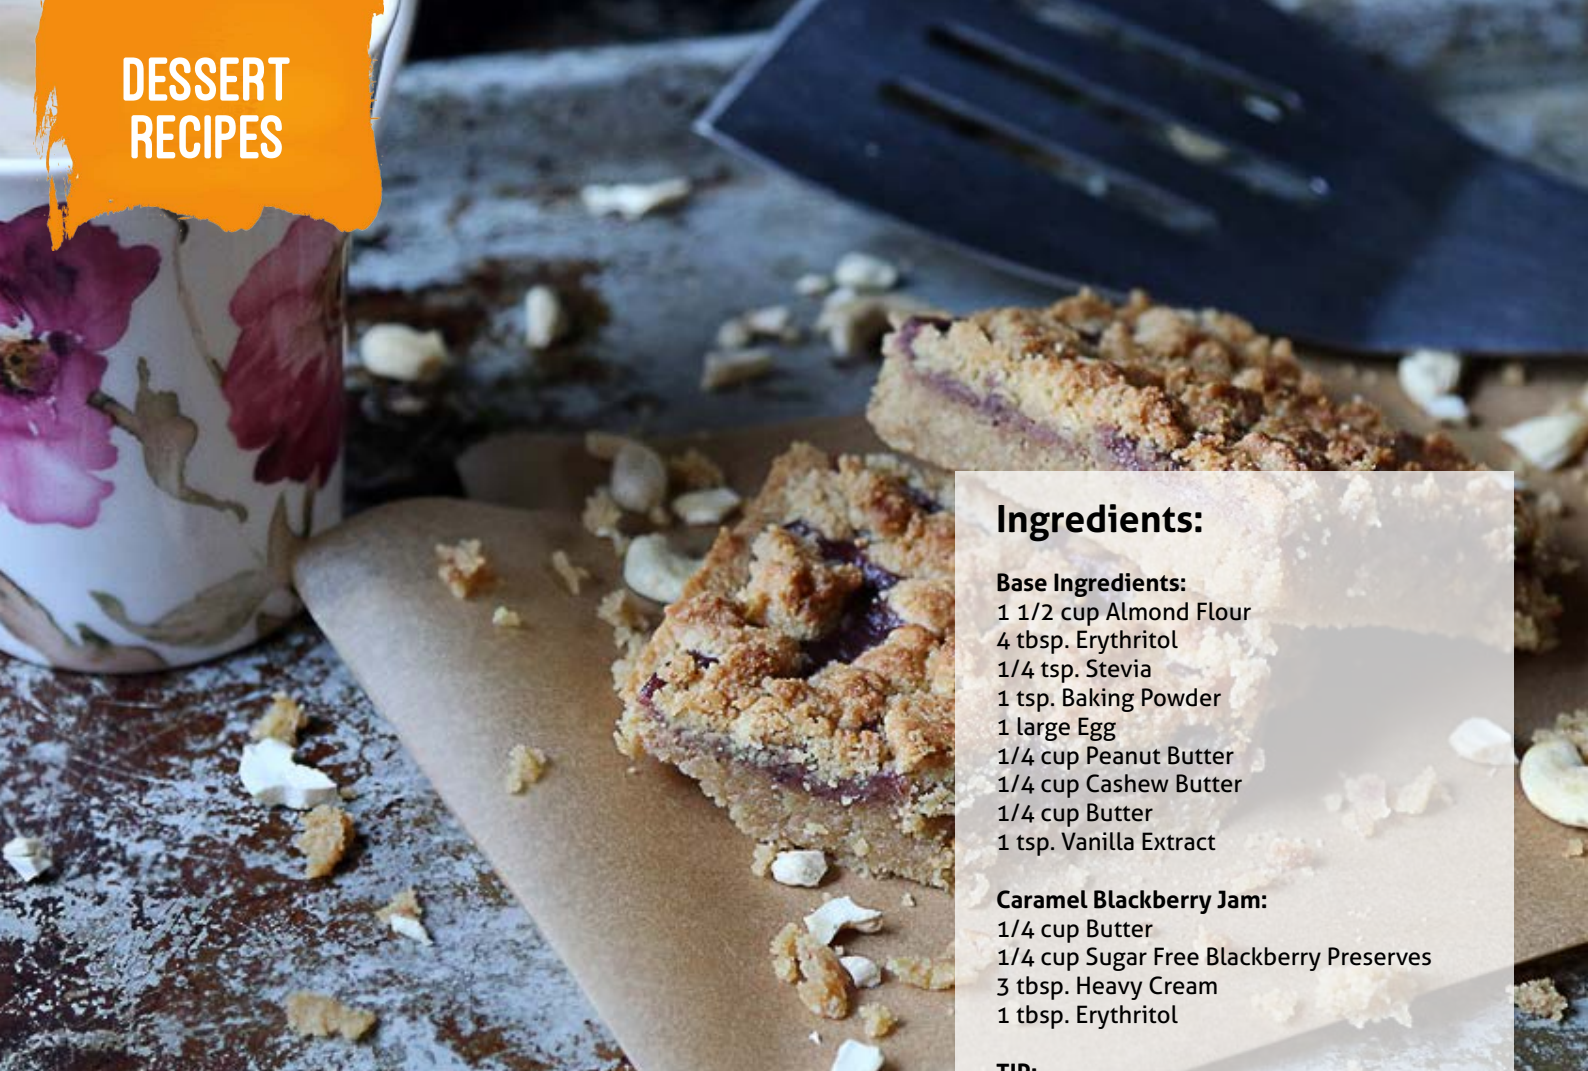 DESSERT
RECIPES
Ingredients:
Base Ingredients:
1 1/2 cup Almond Flour
4 tbsp. Erythritol
1/4 tsp. Stevia
1 tsp. Baking Powder
1 large Egg
1/4 cup Peanut Butter
1/4 cup Cashew Butter
1/4 cup Butter
1 tsp. Vanilla Extract
Caramel Blackberry Jam:
1/4 cup Butter
1/4 cup Sugar Free Blackberry Preserves
3 tbsp. Heavy Cream
1 tbsp. Erythritol
TIP: